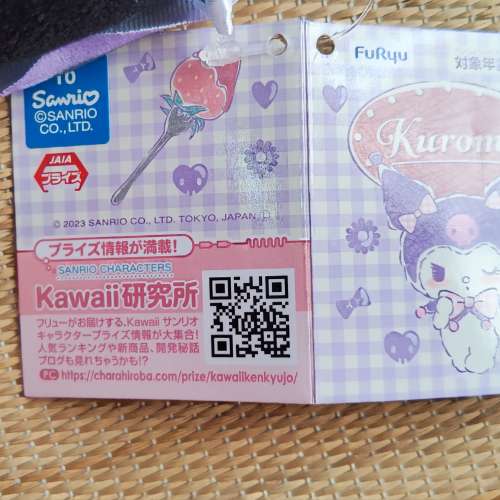 10
Sanrio
©SANRIO
CO.,LTD.
JAIA
プライズ
© 2023 SANRIO CO., LTD. TOKYO, JAPAN
プライズ情報が満載!
SANRIO CHARACTERS
Kawaii研究所
フリューがお届けする、Kawaii サンリオ
キャラクタープライズ情報が大集合!
人気ランキングや新商品、開発秘話
ブログも見れちゃうかも!?
PC https://charahiroba.com/prize/kawaiikenkyujo/
FuRyu
対象年
Kurom